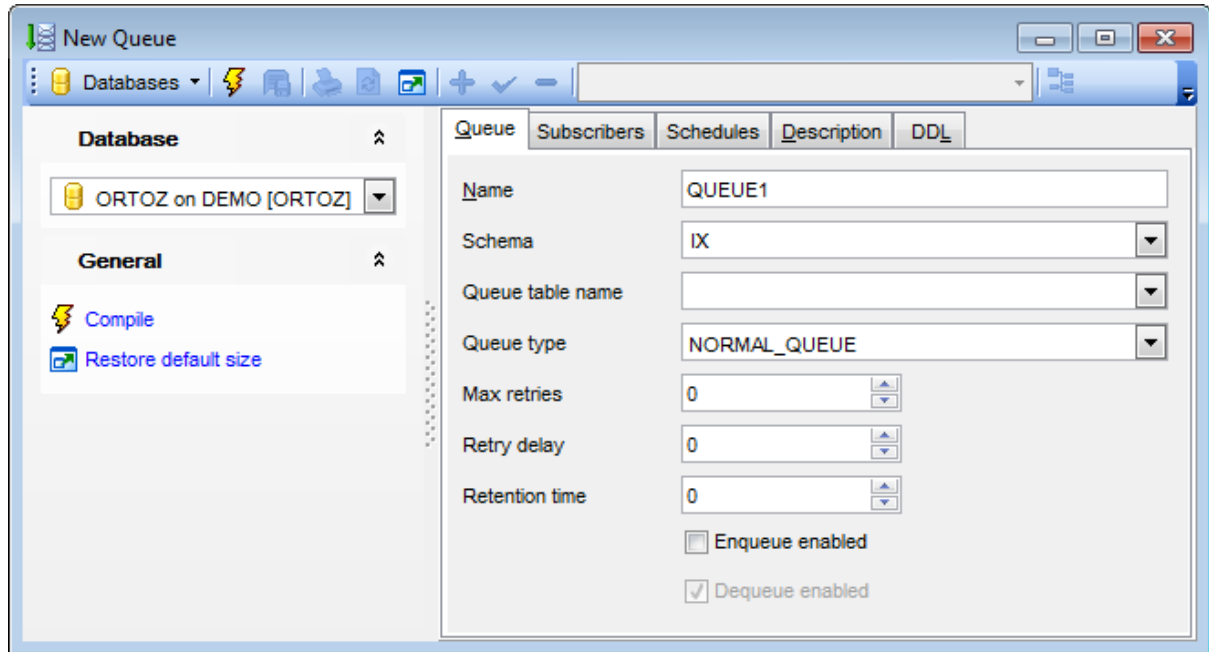 New Queue
Databases
Database
ORTOZ on DEMO [ORTOZ]
General
Compile
Restore default size
Queue Subscribers Schedules Description DDL
Name QUEUE1
Schema IX
Queue table name
Queue type NORMAL_QUEUE
Max retries 0
Retry delay 0
Retention time 0
Enqueue enabled
Dequeue enabled